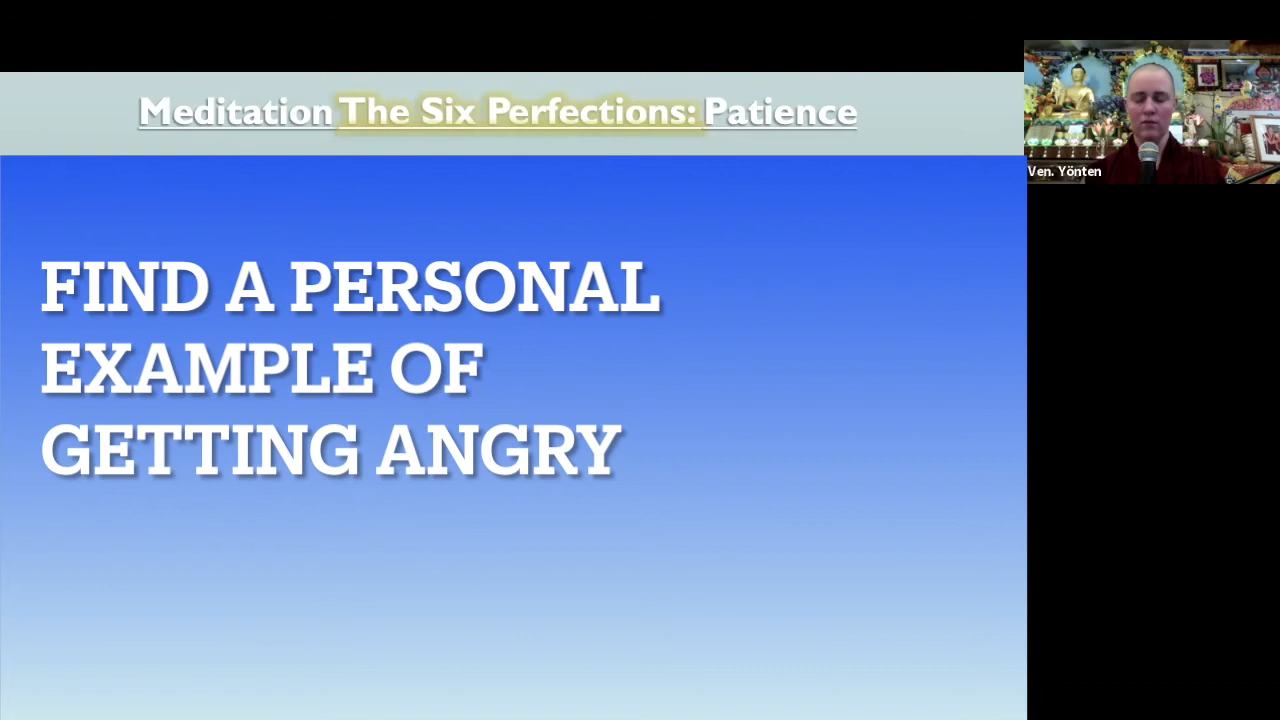 Meditation The Six Perfections: Patience
FIND A PERSONAL
EXAMPLE OF
GETTING ANGRY
Ven. Yönten